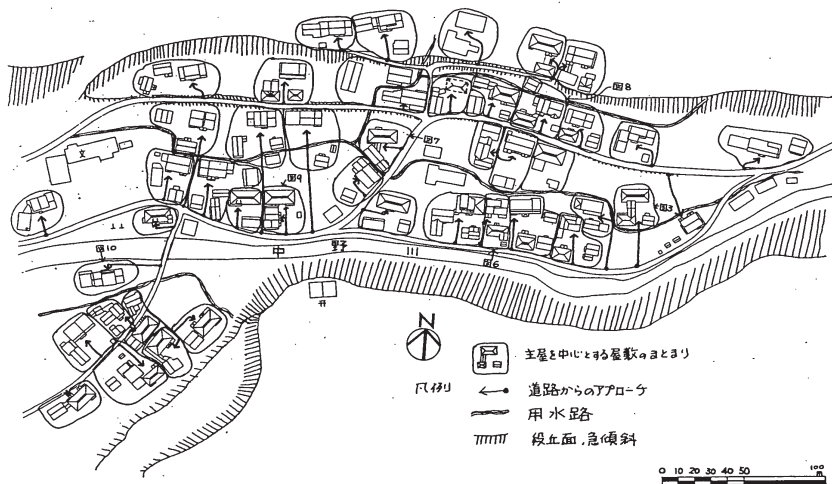 図8
図7
文
図9
図3
図10
中 野 川
図6
N
主屋を中心とする屋敷のまとまり
凡例
道路からのアプローチ
用水路
段丘面,急傾斜
0 10 20 30 40 50 100
m